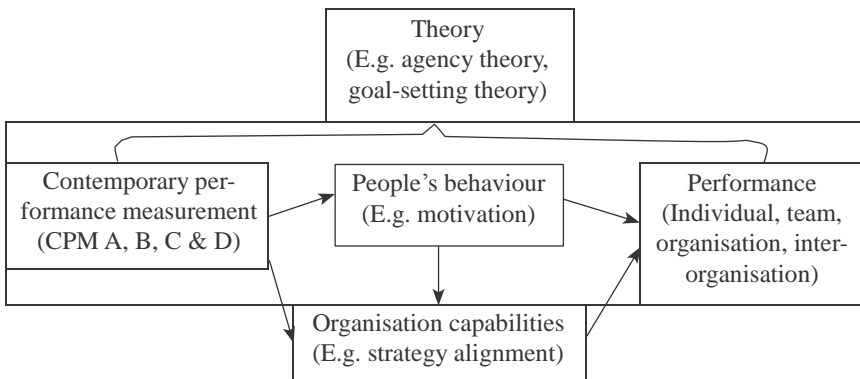 Theory
(E.g. agency theory,
goal-setting theory)
Contemporary per-
formance measurement
(CPM A, B, C & D)
People’s behaviour
(E.g. motivation)
Performance
(Individual, team,
organisation, inter-
organisation)
Organisation capabilities
(E.g. strategy alignment)